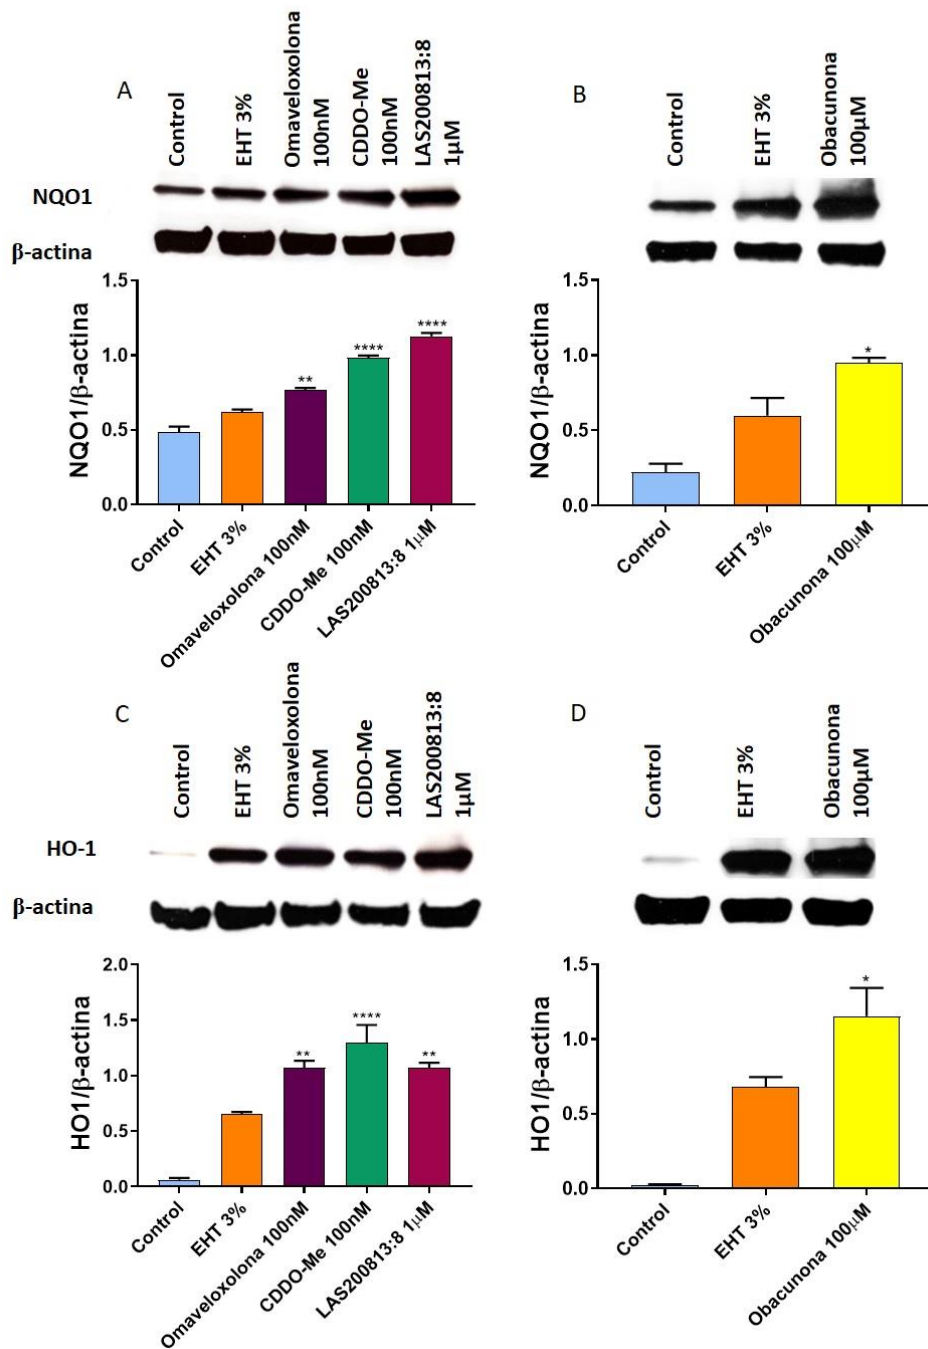 A
Control
EHT 3%
Omaveloxolona
100nM
CDDO-Me
100nM
LAS200813:8
1µM
NQO1
β-actina
NQO1/β-actina
1.5
1.0
0.5
0.0
**
****
****
Control
EHT 3%
Omaveloxolona 100nM
CDDO-Me 100nM
LAS200813:8 1µM
B
Control
EHT 3%
Obacunona
100µM
NQO1/β-actina
1.5
1.0
0.5
0.0
*
Control
EHT 3%
Obacunona 100µM
C
Control
EHT 3%
Omaveloxolona
100nM
CDDO-Me
100nM
LAS200813:8
1µM
HO-1
β-actina
HO1/β-actina
2.0
1.5
1.0
0.5
0.0
**
****
**
Control
EHT 3%
Omaveloxolona 100nM
CDDO-Me 100nM
LAS200813:8 1µM
D
Control
EHT 3%
Obacunona
100µM
HO1/β-actina
1.5
1.0
0.5
0.0
*
Control
EHT 3%
Obacunona 100µM